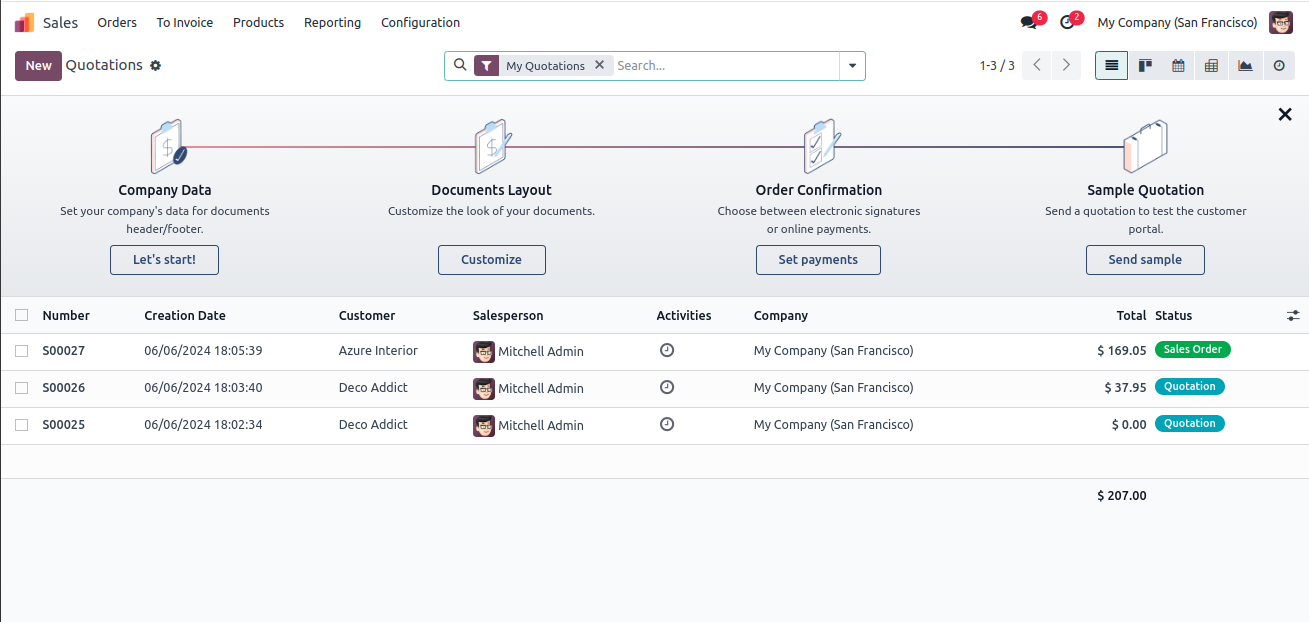 Sales Orders To Invoice Products Reporting Configuration 6 2 My Company (San Francisco)
New Quotations My Quotations Search... 1-3 / 3
Company Data Documents Layout Order Confirmation Sample Quotation
Set your company's data for documents Customize the look of your documents. Choose between electronic signatures Send a quotation to test the customer
header/footer. or online payments. portal.
Let's start! Customize Set payments Send sample
Number Creation Date Customer Salesperson Activities Company Total Status
S00027 06/06/2024 18:05:39 Azure Interior Mitchell Admin My Company (San Francisco) $ 169.05 Sales Order
S00026 06/06/2024 18:03:40 Deco Addict Mitchell Admin My Company (San Francisco) $ 37.95 Quotation
S00025 06/06/2024 18:02:34 Deco Addict Mitchell Admin My Company (San Francisco) $ 0.00 Quotation
$ 207.00